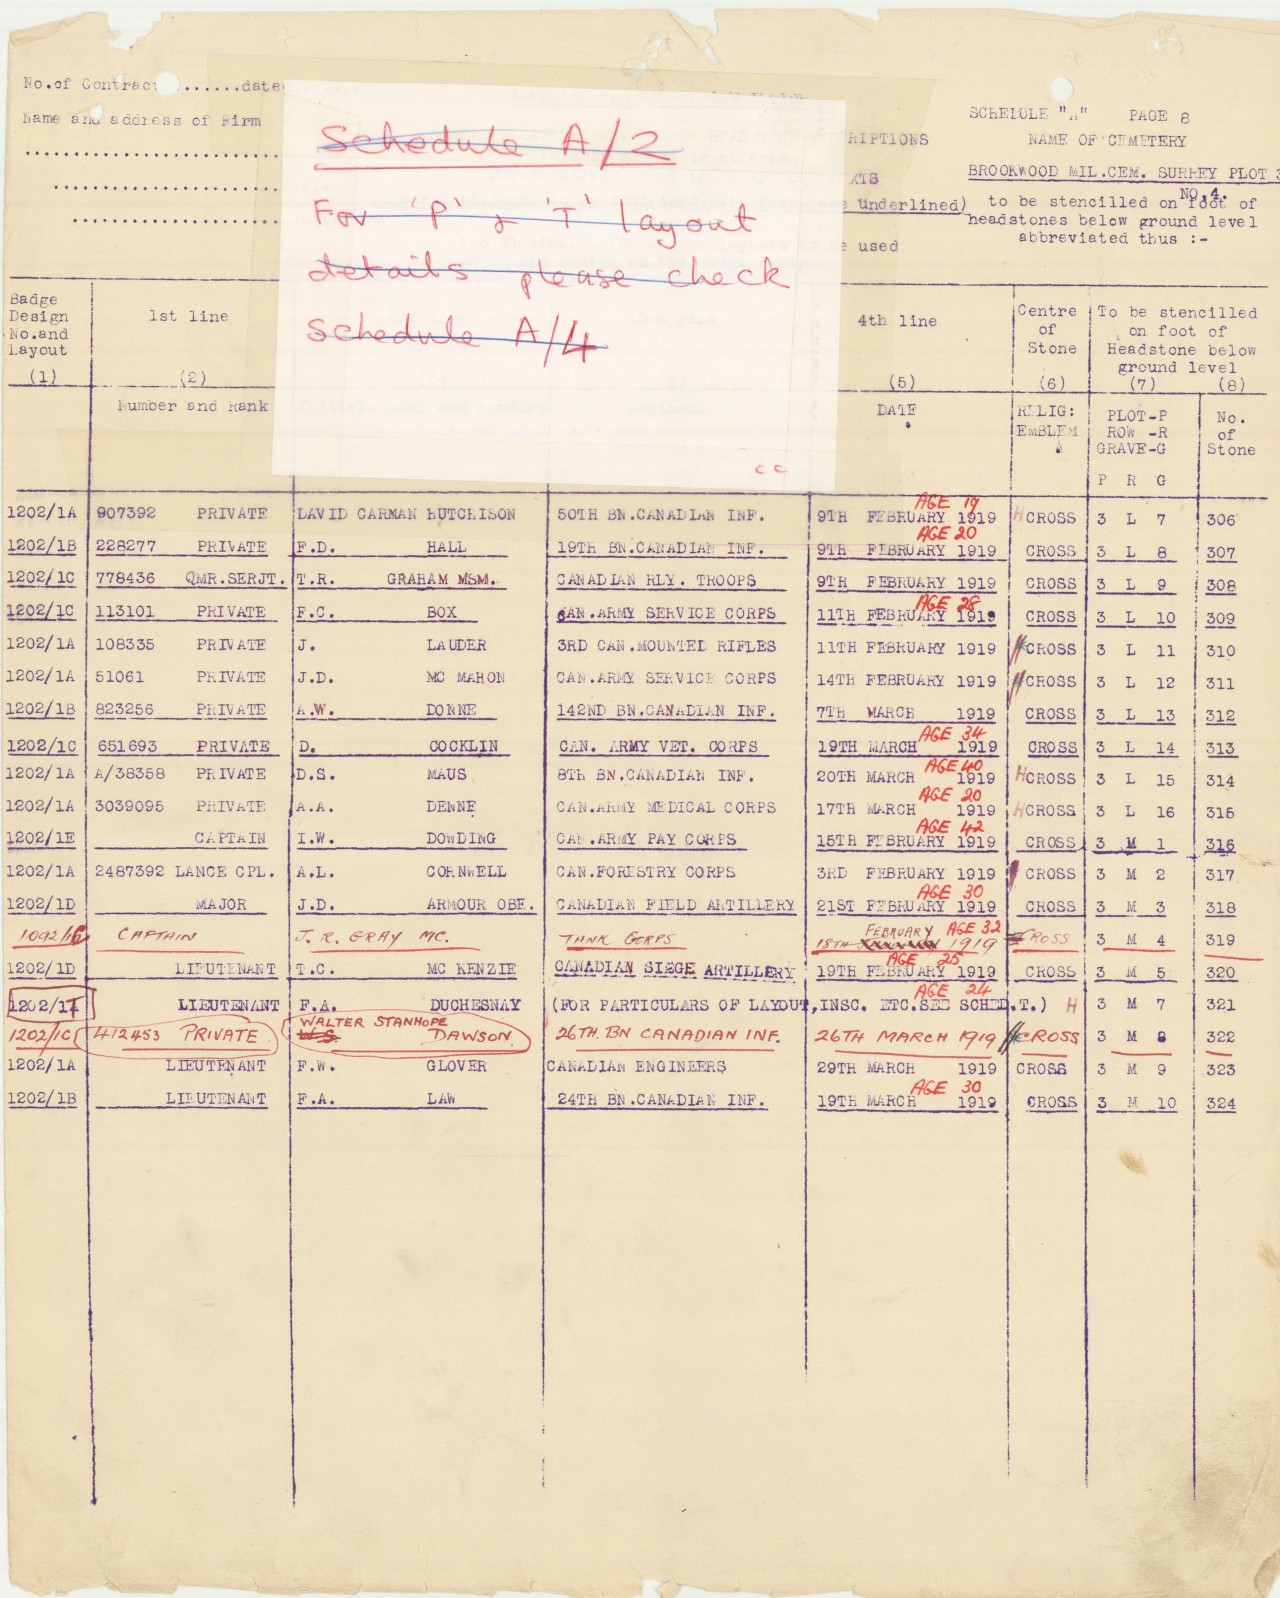 No.of Contract ......dated
Name and address of Firm
SCHEDULE "A" PAGE 8
NAME OF CEMETERY
BROOKWOOD MIL.CEM. SURREY PLOT 3
NO.4.
RIPTIONS
XTS
e underlined)
e used
to be stencilled on foot of
headstones below ground level
abbreviated thus :-
Schedule A/2
For 'P' & 'T' layout
details please check
Schedule A/4
cc
Badge Design No.and Layout
1st line
4th line
Centre of Stone
To be stencilled on foot of Headstone below ground level
(1) (2) (5) (6) (7) (8)
Number and Rank
DATE
RELIG: EMBLEM
PLOT-P ROW -R GRAVE-G
No. of Stone
P R G
1202/1A 907392 PRIVATE DAVID CARMAN HUTCHISON 50TH BN.CANADIAN INF. 9TH FEBRUARY 1919 AGE 19 H CROSS 3 L 7 306
1202/1B 228277 PRIVATE F.D. HALL 19TH BN.CANADIAN INF. 9TH FEBRUARY 1919 AGE 20 CROSS 3 L 8 307
1202/1C 778436 QMR.SERJT. T.R. GRAHAM MSM. CANADIAN RLY. TROOPS 9TH FEBRUARY 1919 CROSS 3 L 9 308
1202/1C 113101 PRIVATE F.C. BOX CAN.ARMY SERVICE CORPS 11TH FEBRUARY 1919 AGE 28 CROSS 3 L 10 309
1202/1A 108335 PRIVATE J. LAUDER 3RD CAN.MOUNTED RIFLES 11TH FEBRUARY 1919 CROSS 3 L 11 310
1202/1A 51061 PRIVATE J.D. MC MAHON CAN.ARMY SERVICE CORPS 14TH FEBRUARY 1919 CROSS 3 L 12 311
1202/1B 823256 PRIVATE A.W. DONNE 142ND BN.CANADIAN INF. 7TH MARCH 1919 CROSS 3 L 13 312
1202/1C 651693 PRIVATE D. COCKLIN CAN. ARMY VET. CORPS 19TH MARCH 1919 AGE 34 CROSS 3 L 14 313
1202/1A A/38358 PRIVATE D.S. MAUS 8TH BN.CANADIAN INF. 20TH MARCH 1919 AGE 40 H CROSS 3 L 15 314
1202/1A 3039095 PRIVATE A.A. DENNE CAN.ARMY MEDICAL CORPS 17TH MARCH 1919 AGE 20 H CROSS 3 L 16 315
1202/1E CAPTAIN I.W. DOWDING CAN.ARMY PAY CORPS 15TH FEBRUARY 1919 AGE 42 CROSS 3 M 1 316
1202/1A 2487392 LANCE CPL. A.L. CORNWELL CAN.FORESTRY CORPS 3RD FEBRUARY 1919 CROSS 3 M 2 317
1202/1D MAJOR J.D. ARMOUR OBE. CANADIAN FIELD ARTILLERY 21ST FEBRUARY 1919 AGE 30 CROSS 3 M 3 318
CAPTAIN J.R. GRAY MC. TANK CORPS 18TH FEBRUARY 1919 AGE 32 CROSS 3 M 4 319
1202/1D LIEUTENANT T.C. MC KENZIE CANADIAN SIEGE ARTILLERY 19TH FEBRUARY 1919 AGE 25 CROSS 3 M 5 320
1202/1T LIEUTENANT F.A. DUCHESNAY (FOR PARTICULARS OF LAYOUT,INSC. ETC.SEE SCHED.T.) AGE 24 H 3 M 7 321
1202/1C 412453 PRIVATE WALTER STANHOPE W.S. DAWSON. 26TH. BN CANADIAN INF. 26TH MARCH 1919 CROSS 3 M 8 322
1202/1A LIEUTENANT F.W. GLOVER CANADIAN ENGINEERS 29TH MARCH 1919 CROSS 3 M 9 323
1202/1B LIEUTENANT F.A. LAW 24TH BN.CANADIAN INF. 19TH MARCH 1919 AGE 30 CROSS 3 M 10 324